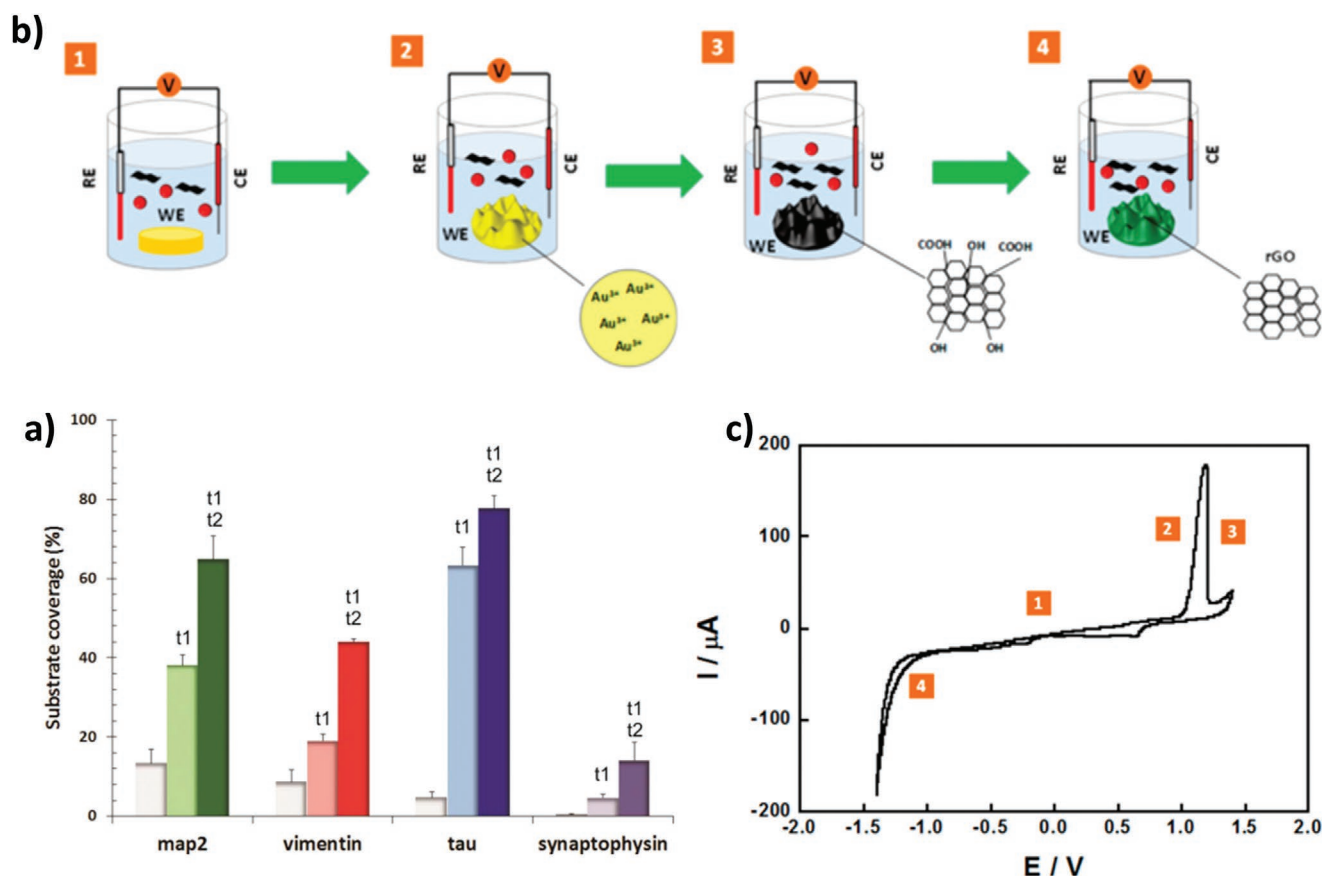 b)
1
2
3
4
V
V
V
V
RE
CE
WE
RE
CE
WE
RE
CE
WE
RE
CE
WE
Au³⁺ Au³⁺
Au³⁺ Au³⁺
Au³⁺
COOH OH COOH
OH OH
rGO
a)
Substrate coverage (%)
100
80
60
40
20
0
t1
t1
t2
t1
t1
t2
t1
t1
t2
t1
t1
t2
map2 vimentin tau synaptophysin
c)
I / µA
200
100
0
-100
-200
1
2
3
4
-2.0 -1.5 -1.0 -0.5 0.0 0.5 1.0 1.5 2.0
E / V